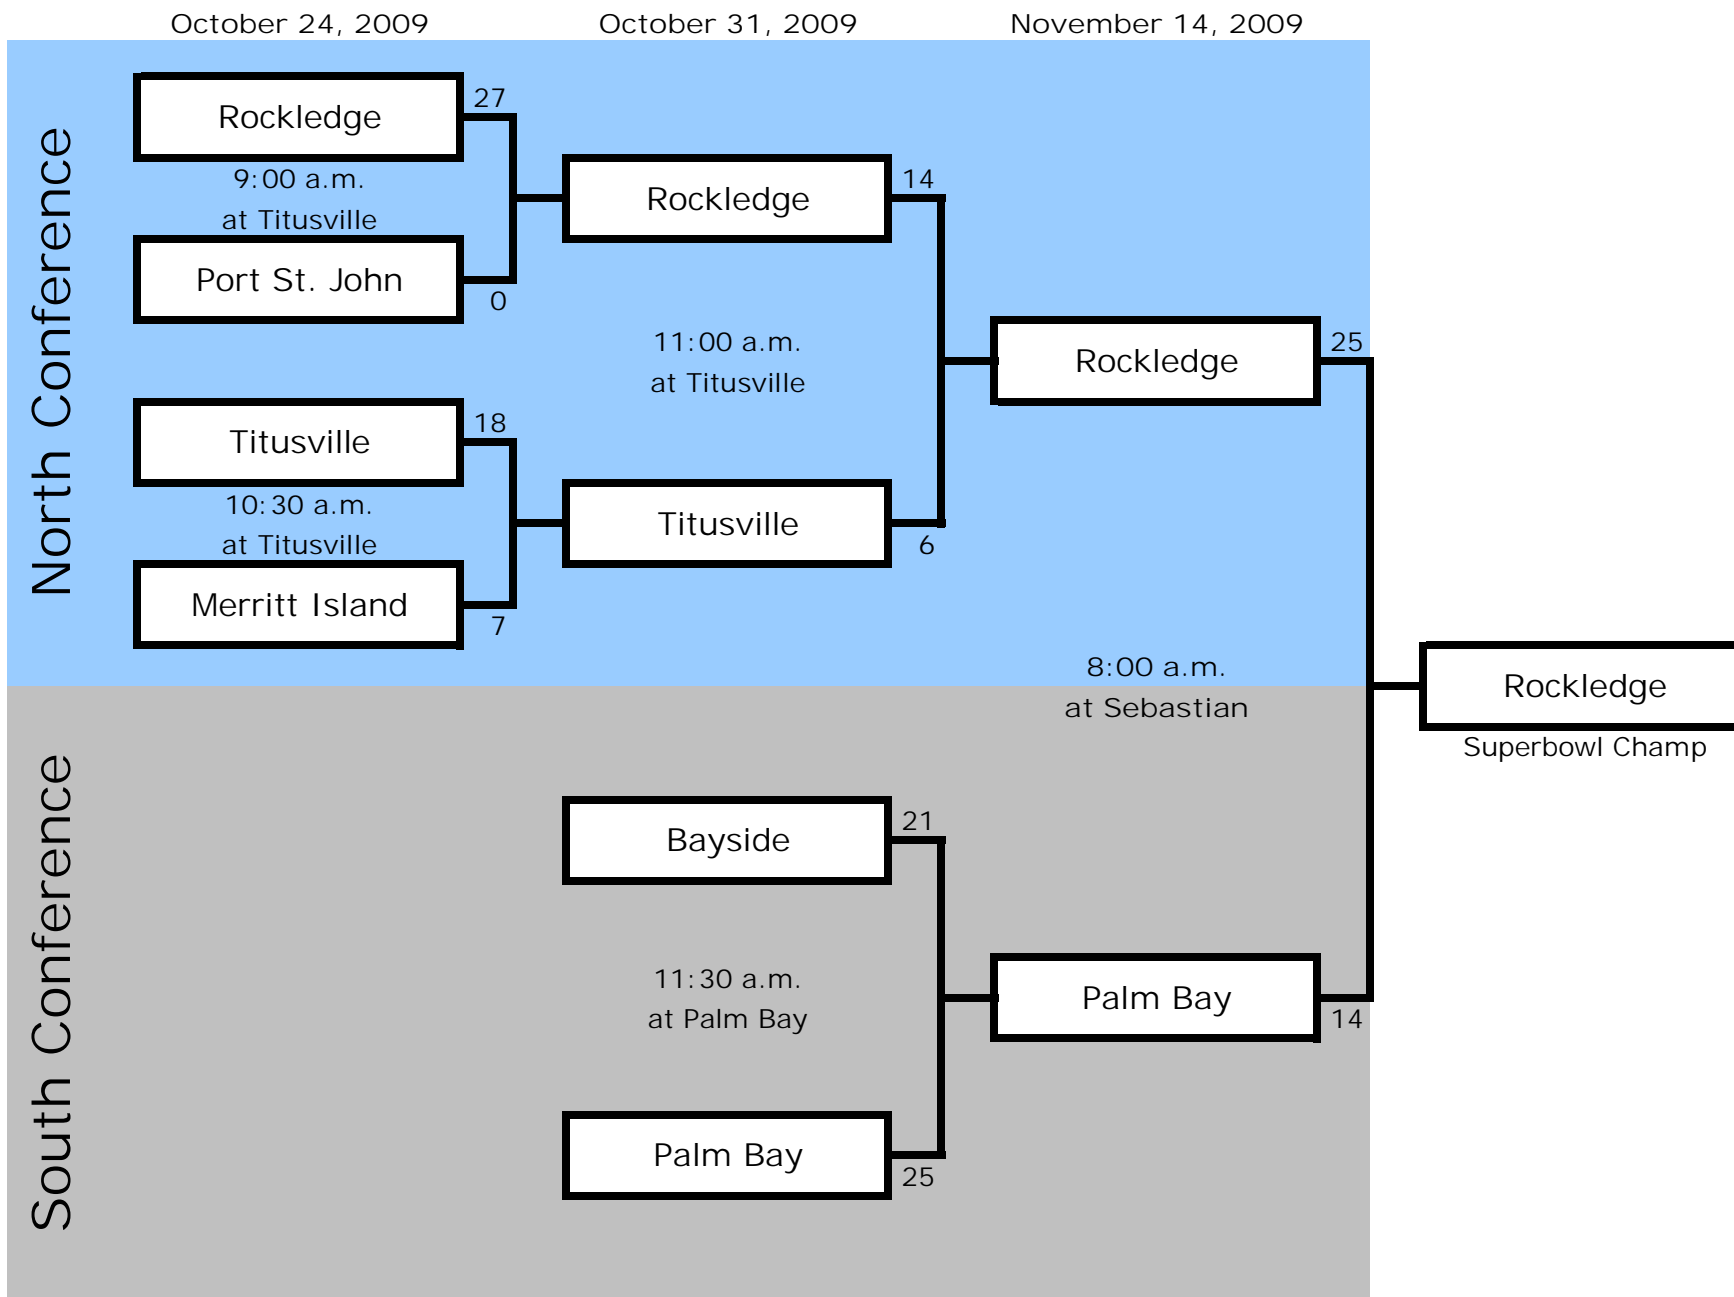 October 24, 2009
October 31, 2009
November 14, 2009
North Conference
Rockledge
27
9:00 a.m.
at Titusville
Port St. John
0
Titusville
18
10:30 a.m.
at Titusville
Merritt Island
7
Rockledge
14
11:00 a.m.
at Titusville
Titusville
6
Rockledge
25
8:00 a.m.
at Sebastian
Rockledge
Superbowl Champ
South Conference
Bayside
21
11:30 a.m.
at Palm Bay
Palm Bay
25
Palm Bay
14